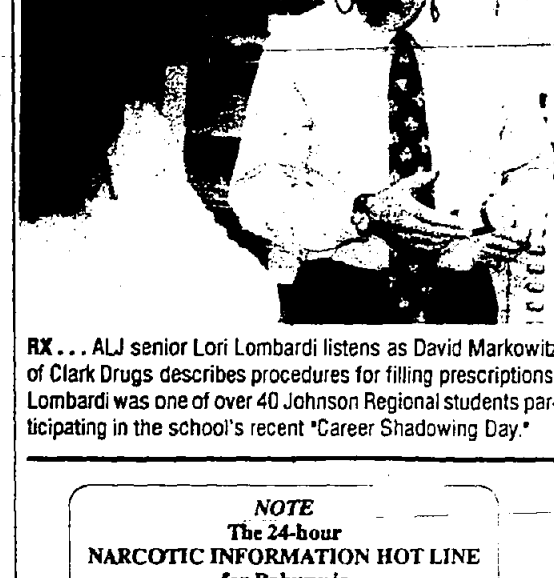 RX . . . ALJ senior Lori Lombardi listens as David Markowitz
of Clark Drugs describes procedures for filling prescriptions.
Lombardi was one of over 40 Johnson Regional students par-
ticipating in the school's recent "Career Shadowing Day."
NOTE
The 24-hour
NARCOTIC INFORMATION HOT LINE